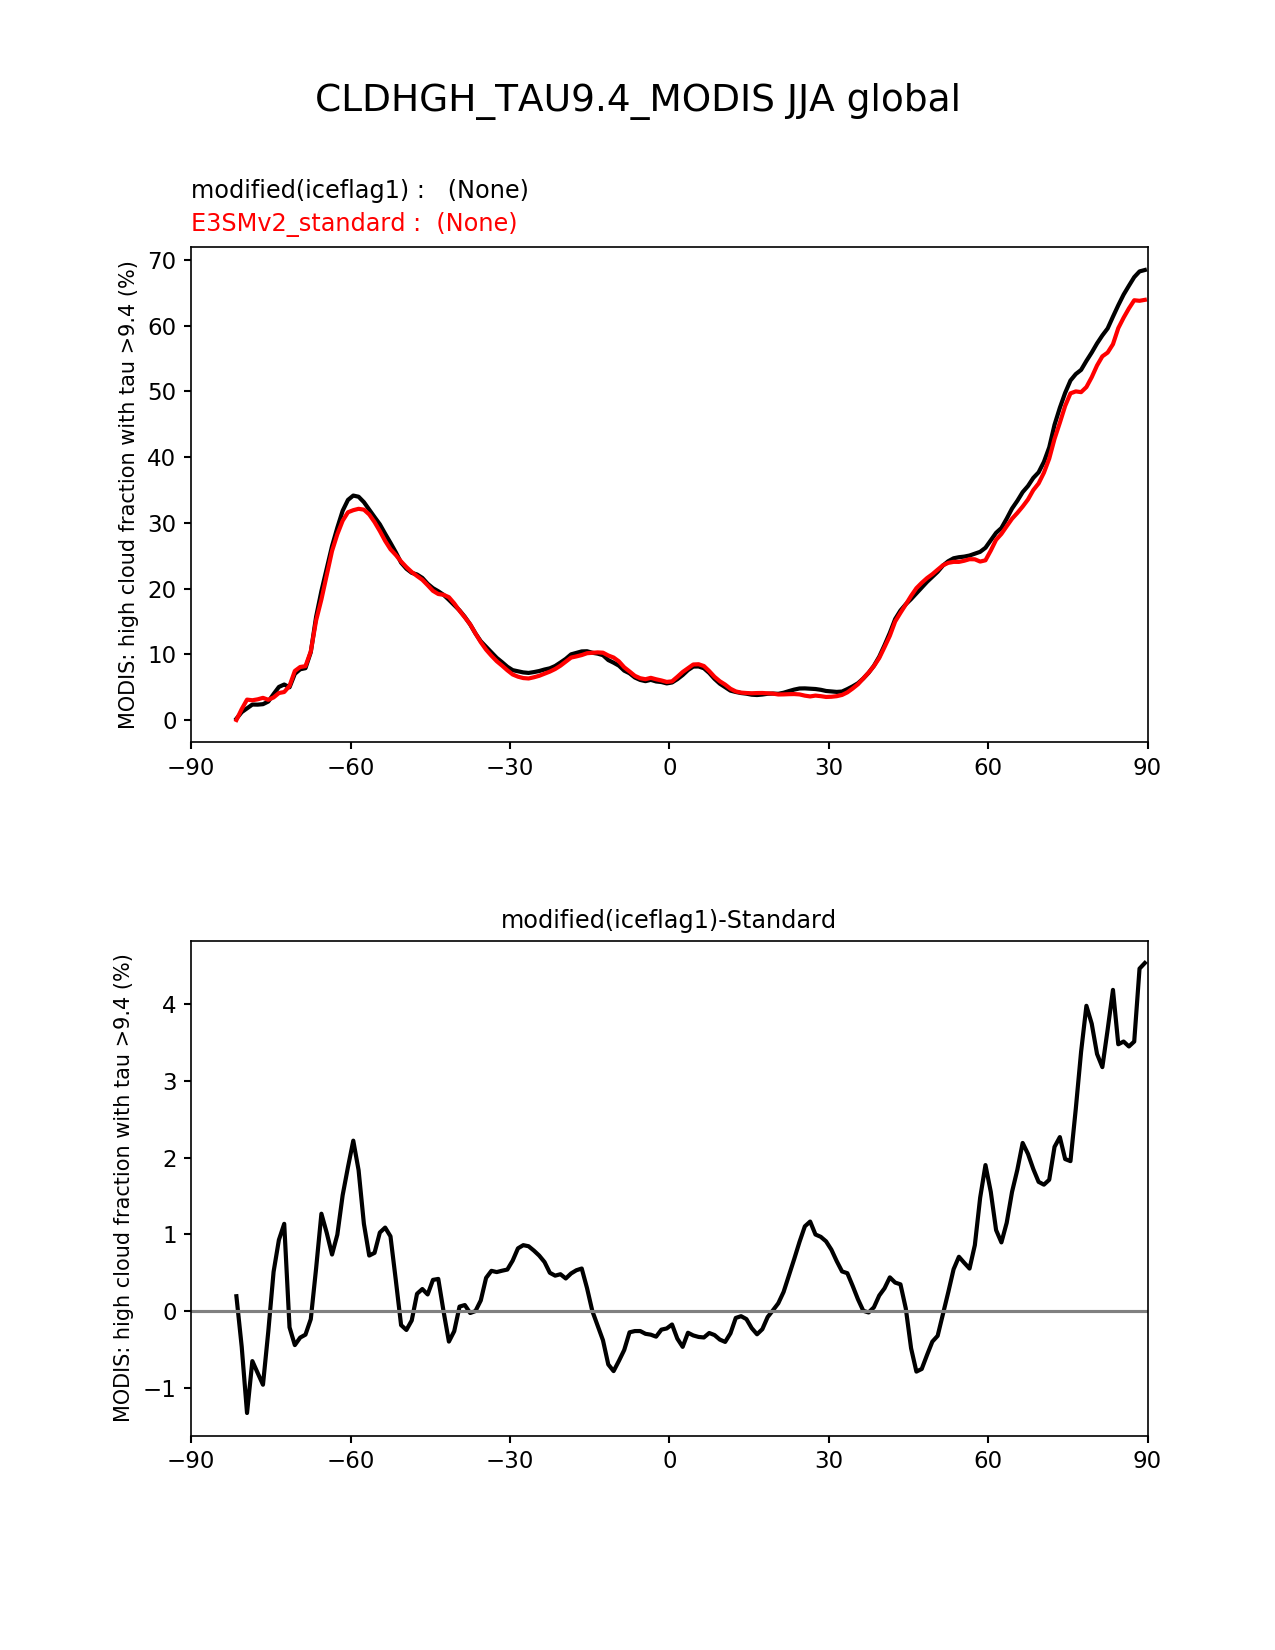 CLDHGH_TAU9.4_MODIS JJA global
modified(iceflag1) :   (None)
E3SMv2_standard :  (None)
MODIS: high cloud fraction with tau >9.4 (%)
70
60
50
40
30
20
10
0
−90 −60 −30 0 30 60 90
modified(iceflag1)-Standard
MODIS: high cloud fraction with tau >9.4 (%)
4
3
2
1
0
−1
−90 −60 −30 0 30 60 90